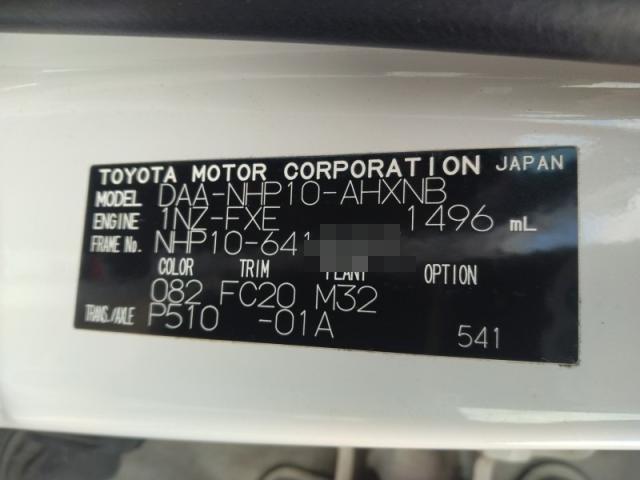 TOYOTA MOTOR CORPORATION JAPAN
MODEL DAA-NHP10-AHXNB
ENGINE 1NZ-FXE 1496 mL
FRAME No. NHP10-641
COLOR TRIM PLANT OPTION
082 FC20 M32
TRANS./AXLE P510 -01A 541